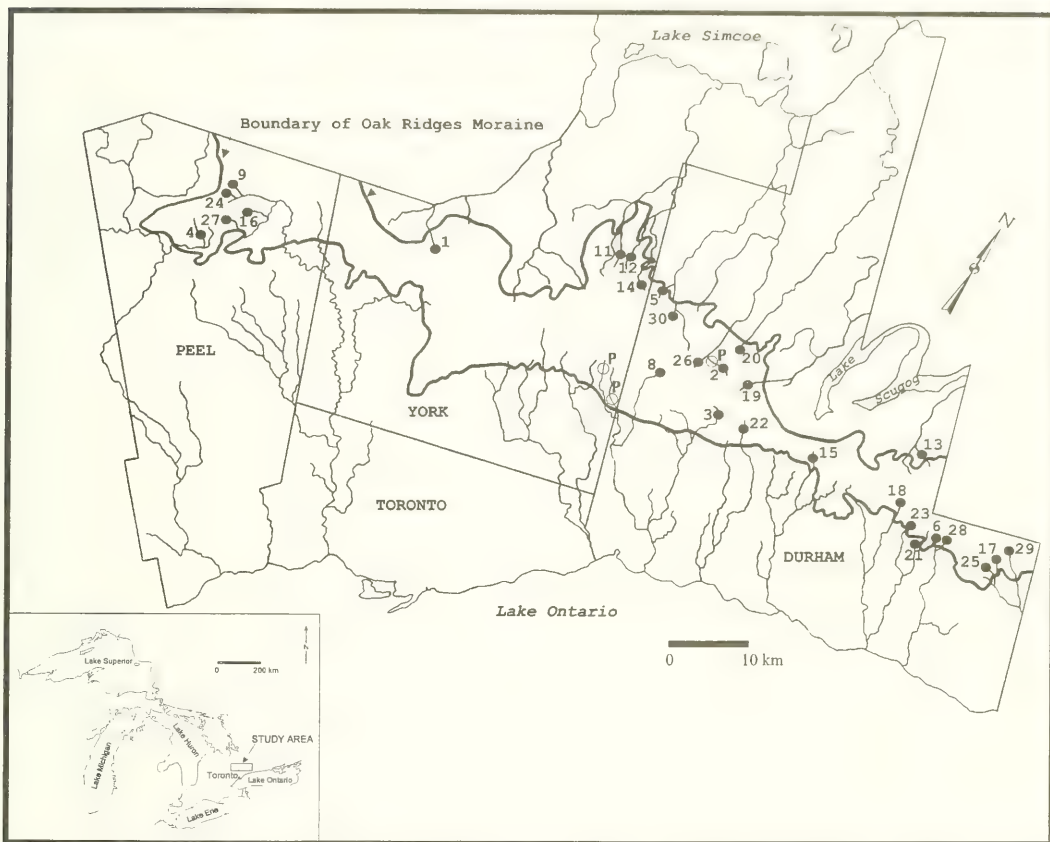 Lake Simcoe
Boundary of Oak Ridges Moraine
N
9
24
27
16
4
1
11
12
14
5
30
P
P
8
26
P
2
20
19
3
22
Lake
Scugog
15
13
18
23
21
6
28
25
17
29
PEEL
YORK
TORONTO
DURHAM
Lake Ontario
0 10 km
Lake Superior
0 200 km
N
Lake Michigan
Lake Huron
STUDY AREA
Toronto
Lake Ontario
Lake Erie